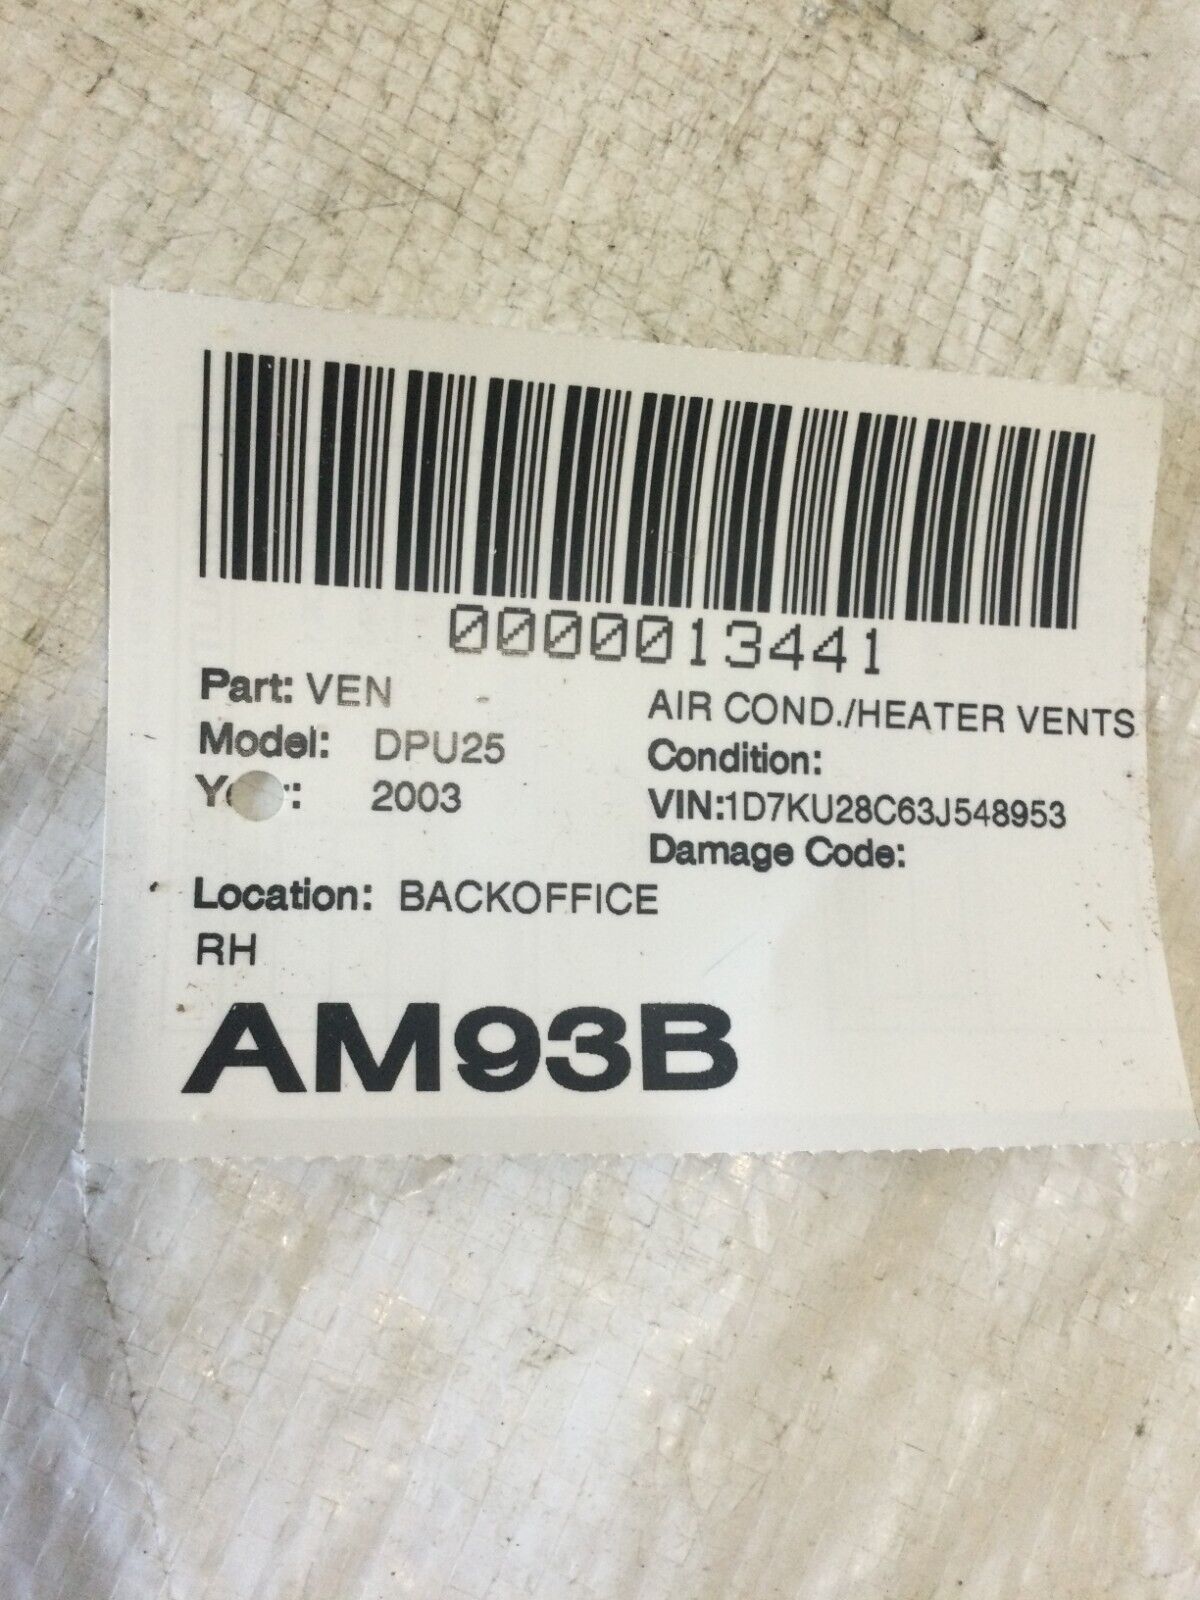 0000013441
Part: VEN AIR COND./HEATER VENTS
Model: DPU25 Condition:
Year: 2003 VIN:1D7KU28C63J548953
Damage Code:
Location: BACKOFFICE
RH
AM93B